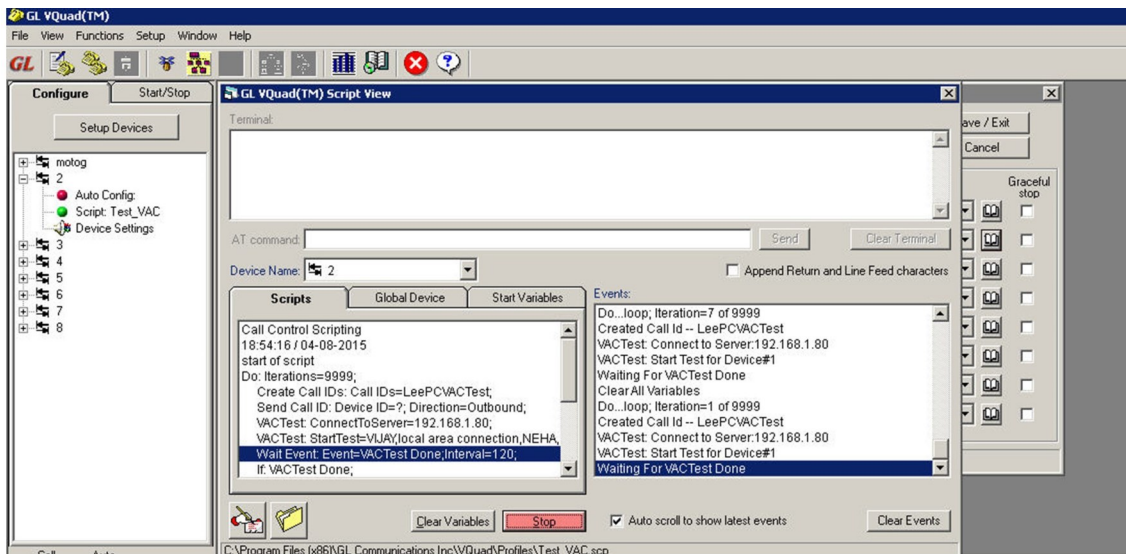 GL VQuad(TM)
File View Functions Setup Window Help
GL
Configure Start/Stop
Setup Devices
motog
2
Auto Config:
Script: Test_VAC
Device Settings
3
4
5
6
7
8
GL VQuad(TM) Script View
Terminal:
AT command:
Send
Clear Terminal
Device Name: 2
Append Return and Line Feed characters
Scripts Global Device Start Variables
Call Control Scripting
18:54:16 / 04-08-2015
start of script
Do: Iterations=9999;
Create Call IDs: Call IDs=LeePCVACTest;
Send Call ID: Device ID=?; Direction=Outbound;
VACTest: ConnectToServer=192.168.1.80;
VACTest: StartTest=VIJAY,local area connection,NEHA,
Wait Event: Event=VACTest Done;Interval=120;
If: VACTest Done;
Events:
Do...loop; Iteration=7 of 9999
Created Call Id -- LeePCVACTest
VACTest: Connect to Server:192.168.1.80
VACTest: Start Test for Device#1
Waiting For VACTest Done
Clear All Variables
Do...loop; Iteration=1 of 9999
Created Call Id -- LeePCVACTest
VACTest: Connect to Server:192.168.1.80
VACTest: Start Test for Device#1
Waiting For VACTest Done
Clear Variables
Stop
Auto scroll to show latest events
Clear Events
C:\Program Files (x86)\GL Communications Inc\VQuad\Profiles\Test_VAC.scp
ave / Exit
Cancel
Graceful
stop